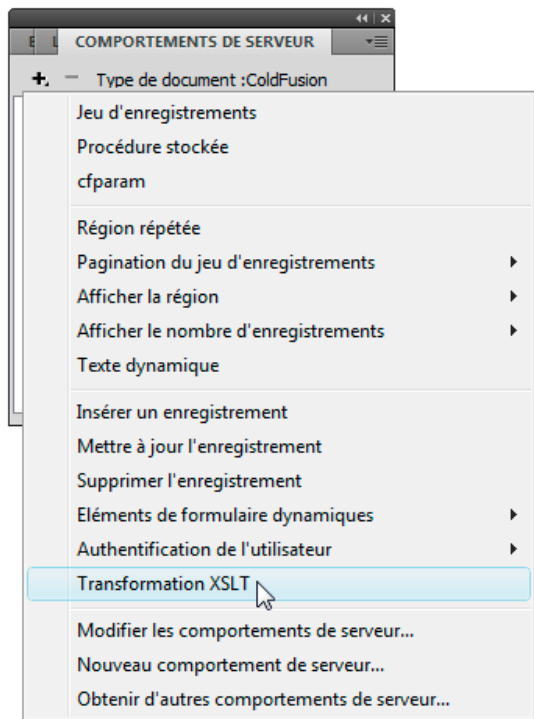 E L COMPORTEMENTS DE SERVEUR
Type de document :ColdFusion
Jeu d'enregistrements
Procédure stockée
cfparam
Région répétée
Pagination du jeu d'enregistrements
Afficher la région
Afficher le nombre d'enregistrements
Texte dynamique
Insérer un enregistrement
Mettre à jour l'enregistrement
Supprimer l'enregistrement
Eléments de formulaire dynamiques
Authentification de l'utilisateur
Transformation XSLT
Modifier les comportements de serveur...
Nouveau comportement de serveur...
Obtenir d'autres comportements de serveur...